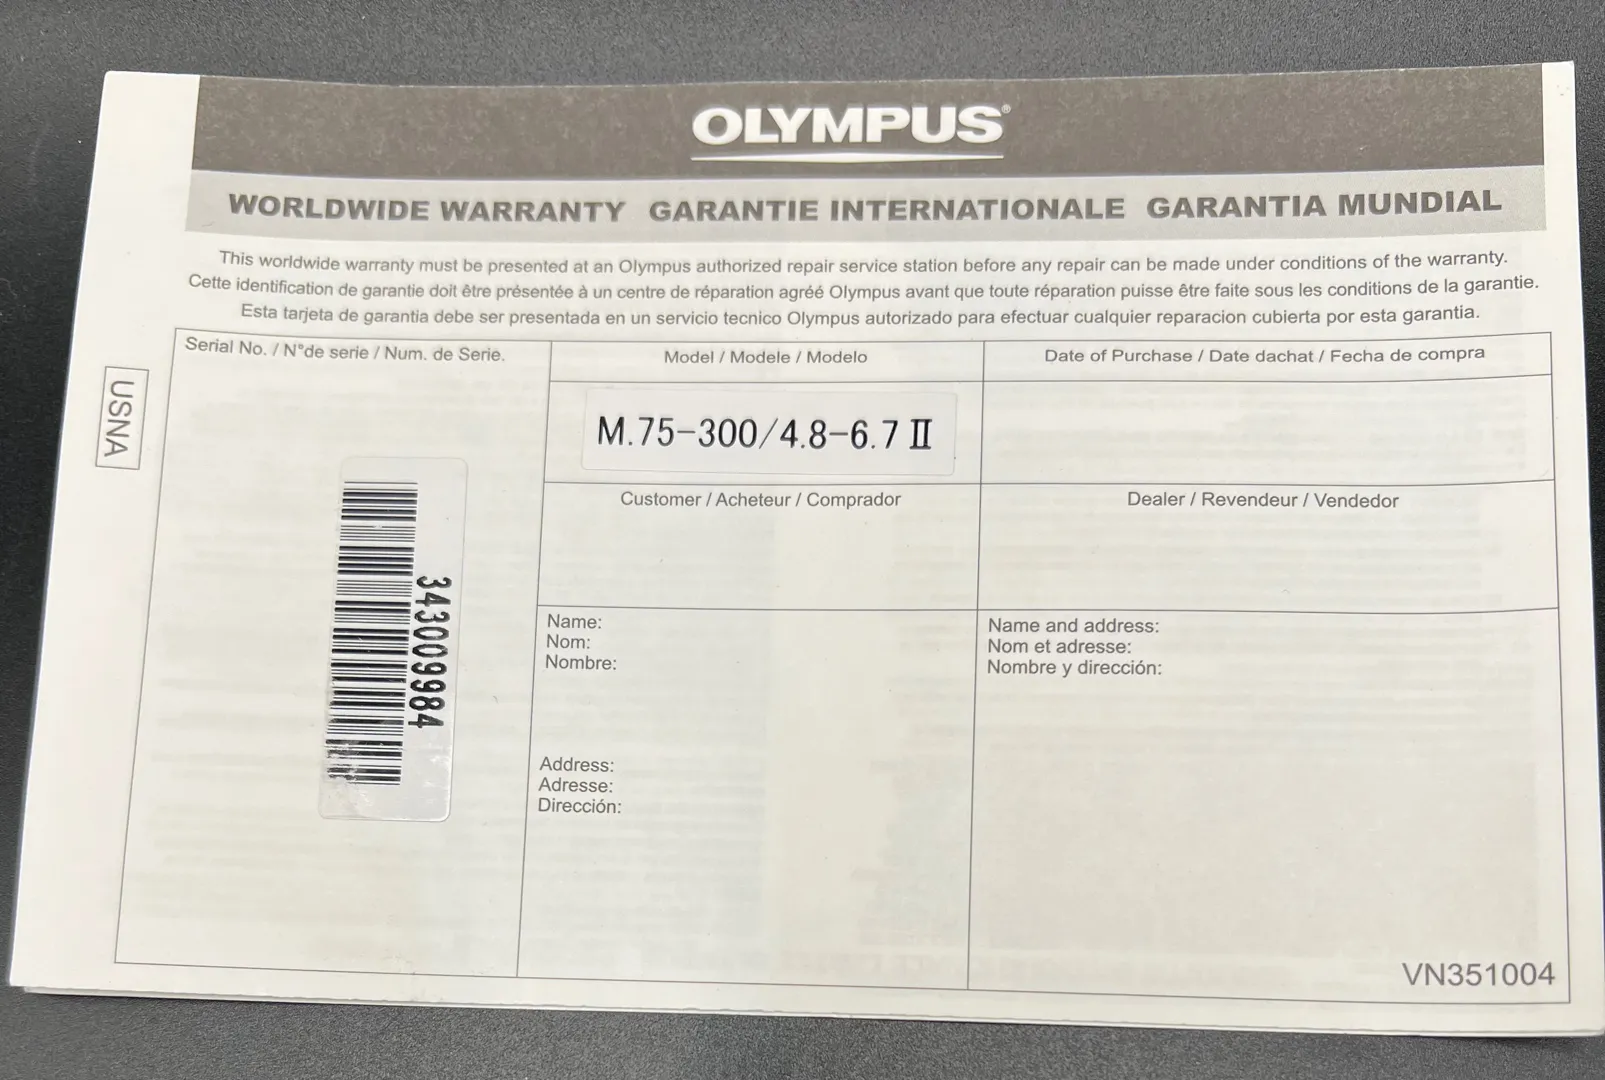 OLYMPUS®
WORLDWIDE WARRANTY GARANTIE INTERNATIONALE GARANTIA MUNDIAL
This worldwide warranty must be presented at an Olympus authorized repair service station before any repair can be made under conditions of the warranty.
Cette identification de garantie doit être présentée à un centre de réparation agréé Olympus avant que toute réparation puisse être faite sous les conditions de la garantie.
Esta tarjeta de garantia debe ser presentada en un servicio tecnico Olympus autorizado para efectuar cualquier reparacion cubierta por esta garantia.
USNA
Serial No. / N°de serie / Num. de Serie.
343009984
Model / Modele / Modelo
M.75-300/4.8-6.7 II
Date of Purchase / Date dachat / Fecha de compra
Customer / Acheteur / Comprador
Dealer / Revendeur / Vendedor
Name:
Nom:
Nombre:
Address:
Adresse:
Dirección:
Name and address:
Nom et adresse:
Nombre y dirección:
VN351004